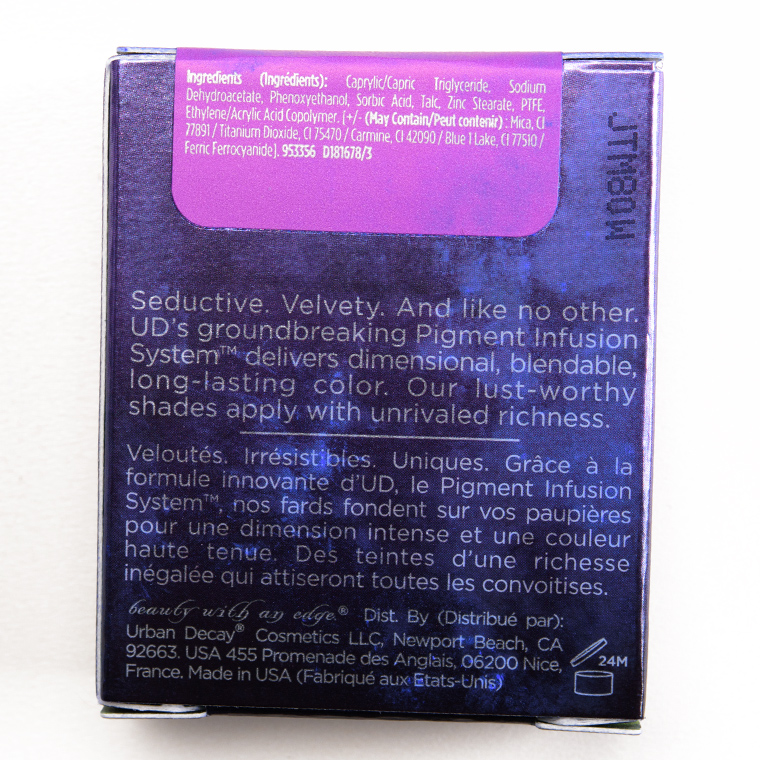 Ingredients (Ingrédients): Caprylic/Capric Triglyceride, Sodium
Dehydroacetate, Phenoxyethanol, Sorbic Acid, Talc, Zinc Stearate, PTFE,
Ethylene/Acrylic Acid Copolymer. [+/- (May Contain/Peut contenir) : Mica, CI
77891 / Titanium Dioxide, CI 75470 / Carmine, CI 42090 / Blue 1 Lake, CI 77510 /
Ferric Ferrocyanide]. 953356 D181678/3
JTM80W
Seductive. Velvety. And like no other.
UD's groundbreaking Pigment Infusion
System™ delivers dimensional, blendable,
long-lasting color. Our lust-worthy
shades apply with unrivaled richness.
Veloutés. Irrésistibles. Uniques. Grâce à la
formule innovante d'UD, le Pigment Infusion
System™, nos fards fondent sur vos paupières
pour une dimension intense et une couleur
haute tenue. Des teintes d'une richesse
inégalée qui attiseront toutes les convoitises.
beauty with an edge.® Dist. By (Distribué par):
Urban Decay® Cosmetics LLC, Newport Beach, CA
92663. USA 455 Promenade des Anglais, 06200 Nice,
France. Made in USA (Fabriqué aux États-Unis)
24M